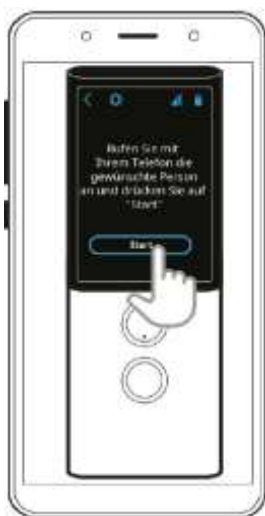 Rufen Sie mit
Ihrem Telefon die
gewünschte Person
an und drücken Sie auf
"Start"
Start